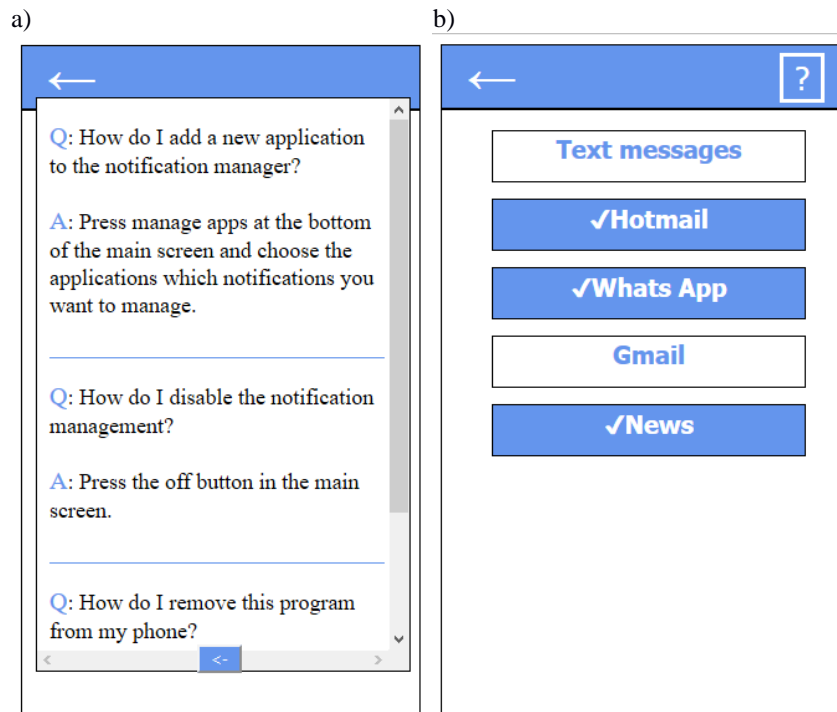 a)
←
Q: How do I add a new application
to the notification manager?
A: Press manage apps at the bottom
of the main screen and choose the
applications which notifications you
want to manage.
Q: How do I disable the notification
management?
A: Press the off button in the main
screen.
Q: How do I remove this program
from my phone?
<-
b)
← ?
Text messages
✓Hotmail
✓Whats App
Gmail
✓News